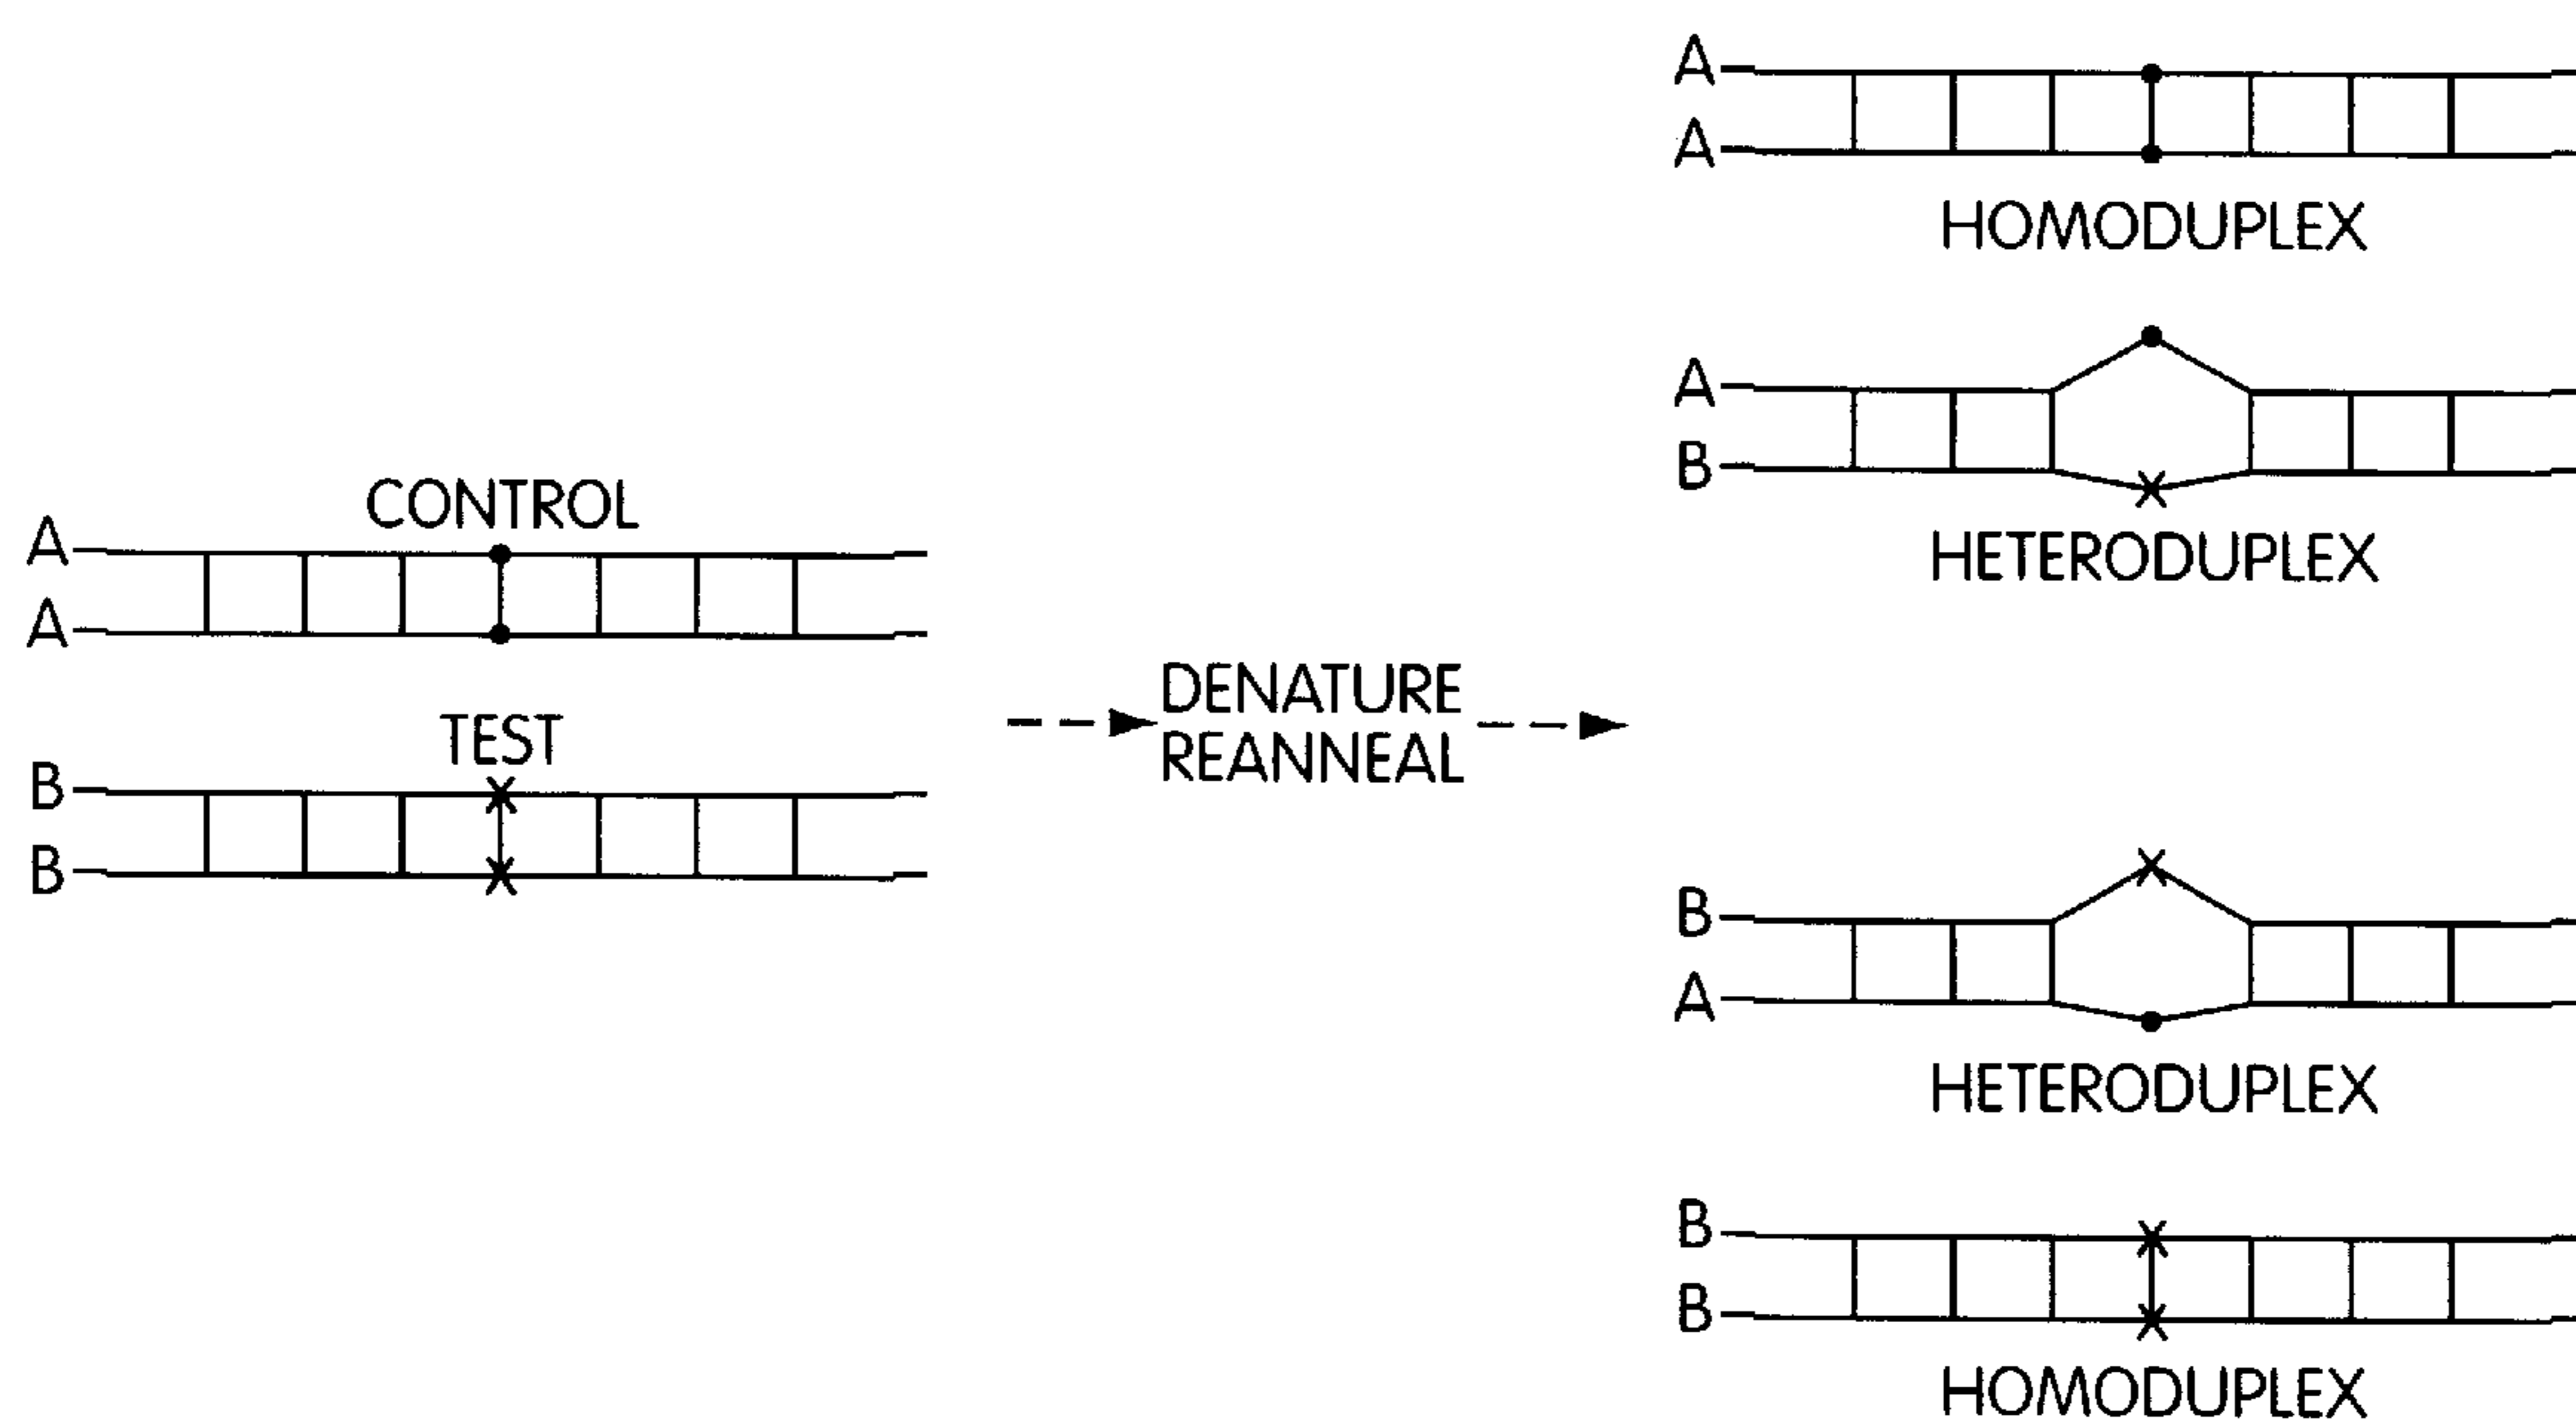 CONTROL
A
A
TEST
B
B
DENATURE
REANNEAL
A
A
HOMODUPLEX
A
B
HETERODUPLEX
B
A
HETERODUPLEX
B
B
HOMODUPLEX